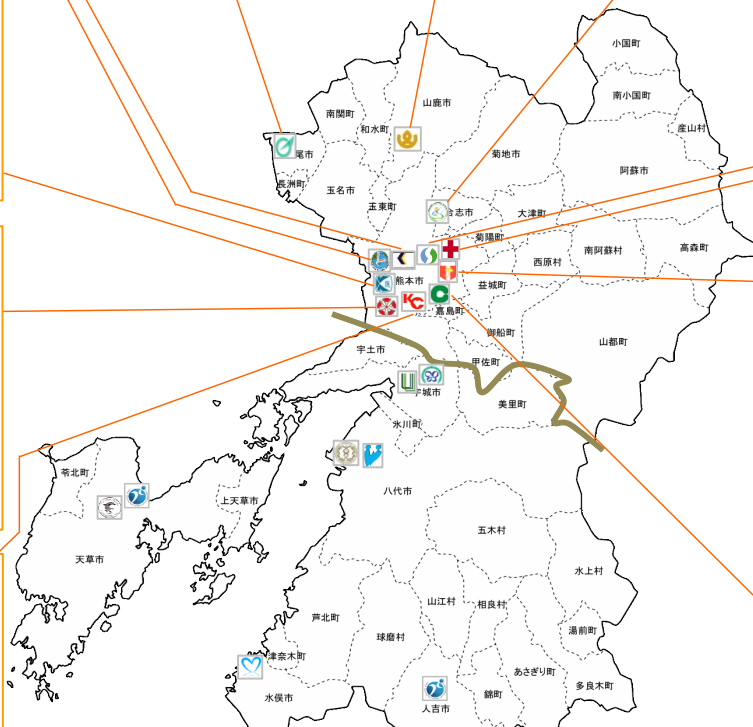 小国町
南小国町
産山村
山鹿市
南関町
和水町
菊地市
阿蘇市
尾市
長洲町
玉名市
玉東町
合志市
大津町
菊陽町
西原村
南阿蘇村
高森町
熊本市
益城町
嘉島町
御船町
山都町
宇土市
甲佐町
宇城市
美里町
氷川町
八代市
苓北町
上天草市
天草市
五木村
水上村
山江村
相良村
芦北町
球磨村
湯前町
津奈木町
あさぎり町
多良木町
水俣市
人吉市
錦町
KC